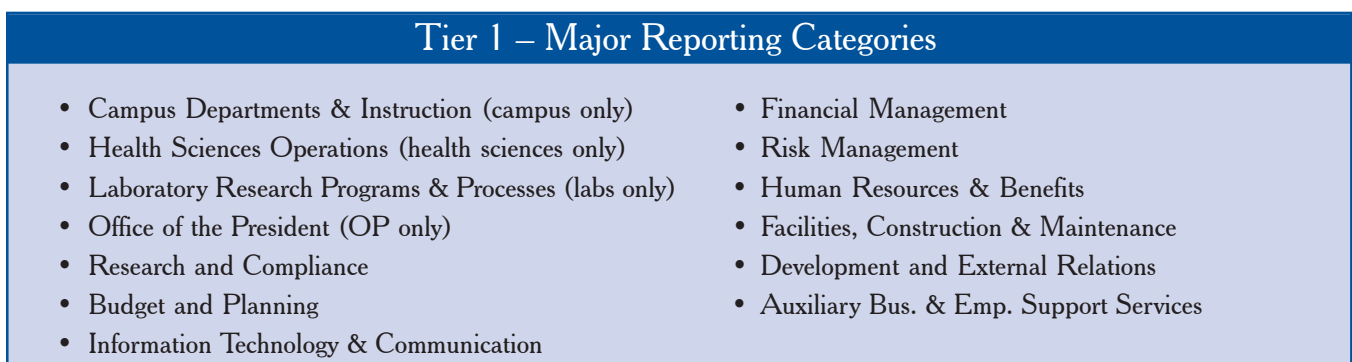 Tier 1 – Major Reporting Categories
• Campus Departments & Instruction (campus only)
• Health Sciences Operations (health sciences only)
• Laboratory Research Programs & Processes (labs only)
• Office of the President (OP only)
• Research and Compliance
• Budget and Planning
• Information Technology & Communication
• Financial Management
• Risk Management
• Human Resources & Benefits
• Facilities, Construction & Maintenance
• Development and External Relations
• Auxiliary Bus. & Emp. Support Services